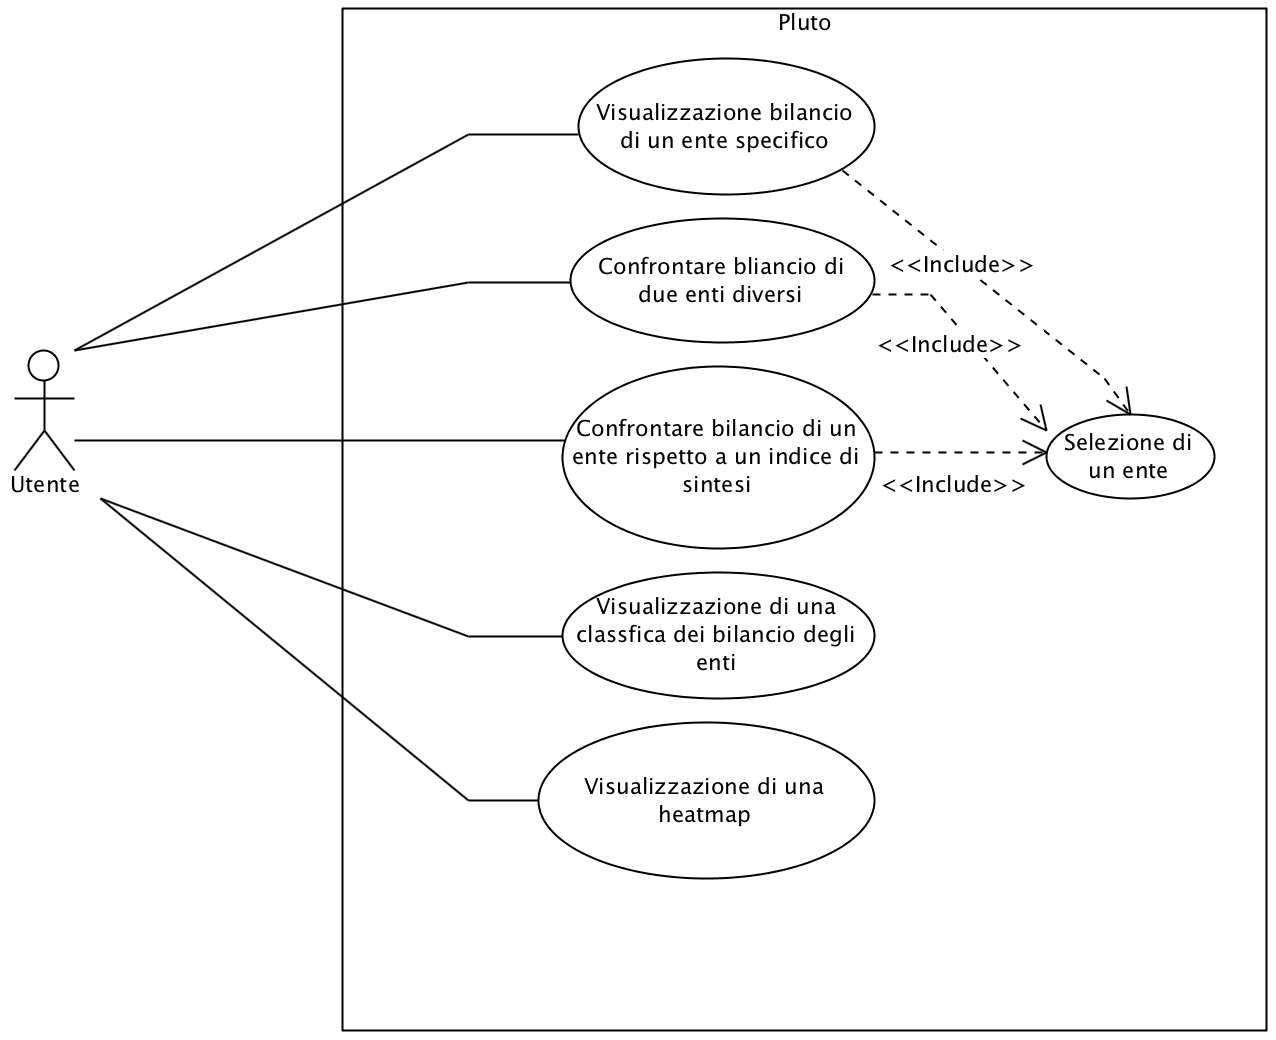 Pluto
Visualizzazione bilancio
di un ente specifico
<<Include>>
Confrontare bliancio di
due enti diversi
<<Include>>
Confrontare bilancio di un
ente rispetto a un indice di
sintesi
<<Include>>
Selezione di
un ente
Utente
Visualizzazione di una
classfica dei bilancio degli
enti
Visualizzazione di una
heatmap